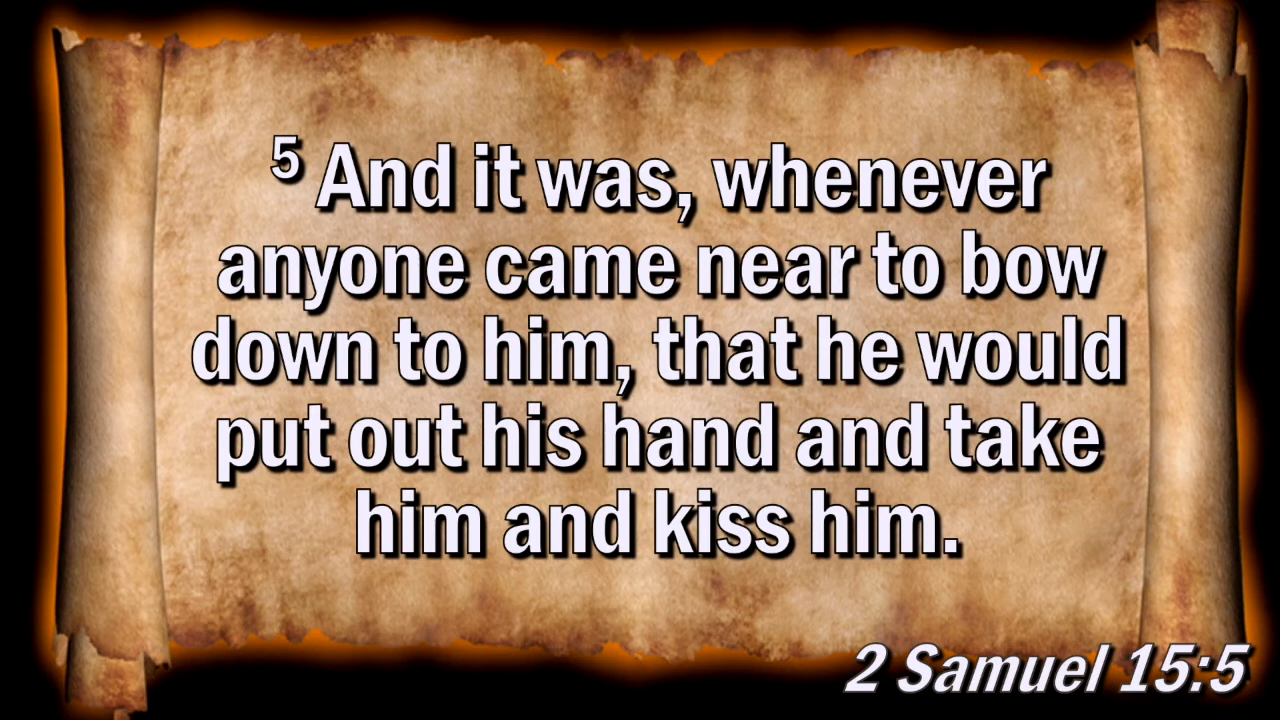 5 And it was, whenever
anyone came near to bow
down to him, that he would
put out his hand and take
him and kiss him.
2 Samuel 15:5